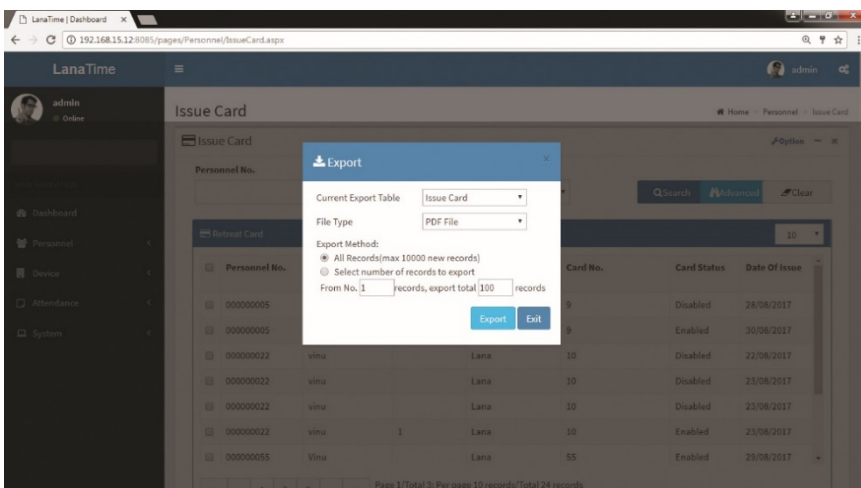 LanaTime | Dashboard
192.168.15.12:8085/pages/Personnel/IssueCard.aspx
LanaTime
admin
admin
Online
Issue Card
Home Personnel Issue Card
Issue Card
Option
Personnel No.
Search Advanced Clear
Dashboard
Personnel
Device
Attendance
System
Retreat Card
10
Personnel No. Card No. Card Status Date Of Issue
000000005 9 Disabled 28/08/2017
000000005 9 Enabled 30/08/2017
000000022 vinu Lana 10 Disabled 22/08/2017
000000022 vinu Lana 10 Disabled 23/08/2017
000000022 vinu Lana 10 Disabled 23/08/2017
000000022 vinu 1 Lana 10 Enabled 23/08/2017
000000055 Vinu Lana 55 Enabled 29/08/2017
Page 1/Total 3; Per page 10 records/Total 24 records
Export
Current Export Table Issue Card
File Type PDF File
Export Method:
All Records(max 10000 new records)
Select number of records to export
From No. 1 records, export total 100 records
Export Exit